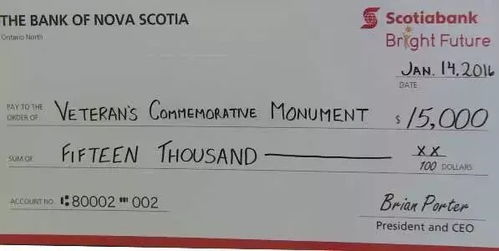 THE BANK OF NOVA SCOTIA
Ontario North
Scotiabank
Bright Future
JAN. 14, 2016
DATE
PAY TO THE
ORDER OF
VETERAN'S COMMEMORATIVE MONUMENT $ 15,000
SUM OF FIFTEEN THOUSAND XX
100 DOLLARS
ACCOUNT NO. ⑆80002⑈002
Brian Porter
President and CEO